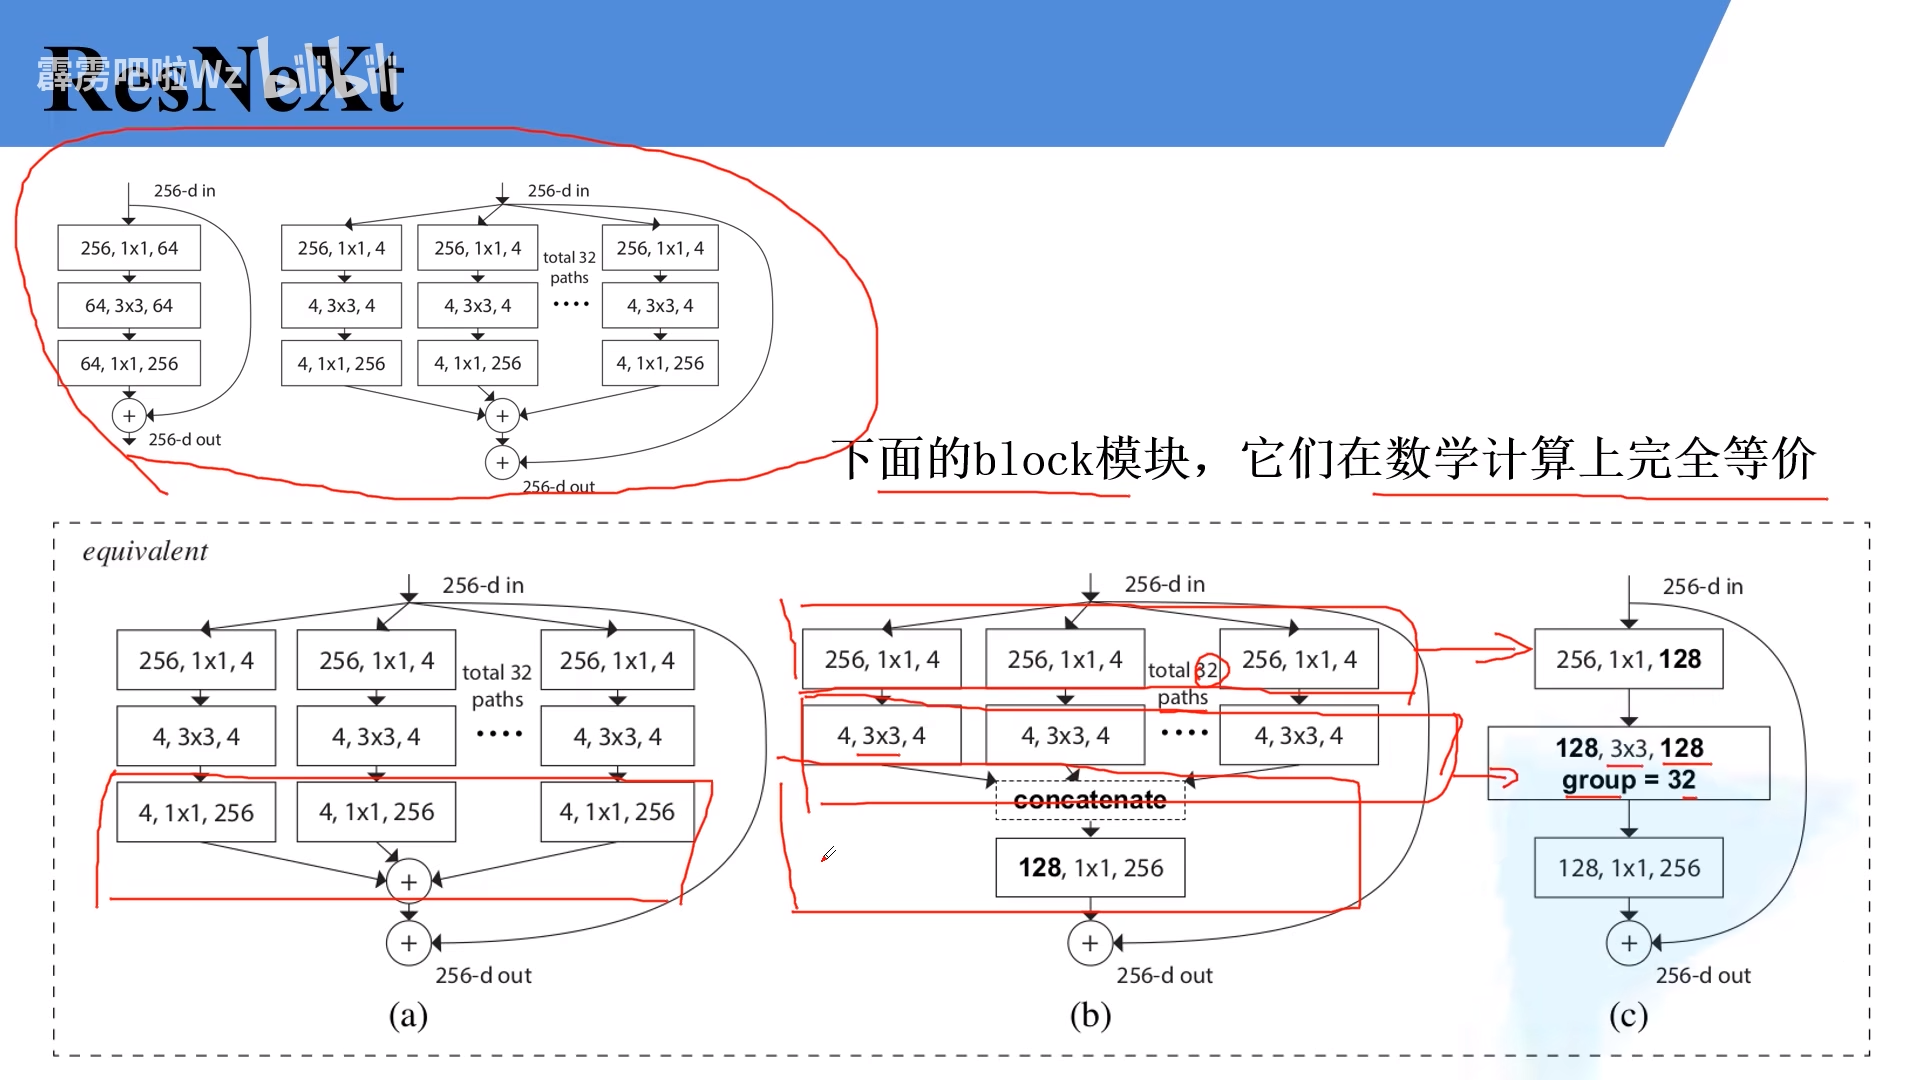 ResNeXt
霹雳吧啦Wz bilibili
256-d in
256, 1x1, 64
64, 3x3, 64
64, 1x1, 256
+
256-d out
256-d in
256, 1x1, 4
256, 1x1, 4
total 32
paths
256, 1x1, 4
4, 3x3, 4
4, 3x3, 4
....
4, 3x3, 4
4, 1x1, 256
4, 1x1, 256
4, 1x1, 256
+
+
256-d out
下面的block模块，它们在数学计算上完全等价
equivalent
256-d in
256, 1x1, 4
256, 1x1, 4
total 32
paths
256, 1x1, 4
4, 3x3, 4
4, 3x3, 4
....
4, 3x3, 4
4, 1x1, 256
4, 1x1, 256
4, 1x1, 256
+
+
256-d out
(a)
256-d in
256, 1x1, 4
256, 1x1, 4
total 32
paths
256, 1x1, 4
4, 3x3, 4
4, 3x3, 4
....
4, 3x3, 4
concatenate
128, 1x1, 256
+
256-d out
(b)
256-d in
256, 1x1, 128
128, 3x3, 128
group = 32
128, 1x1, 256
+
256-d out
(c)